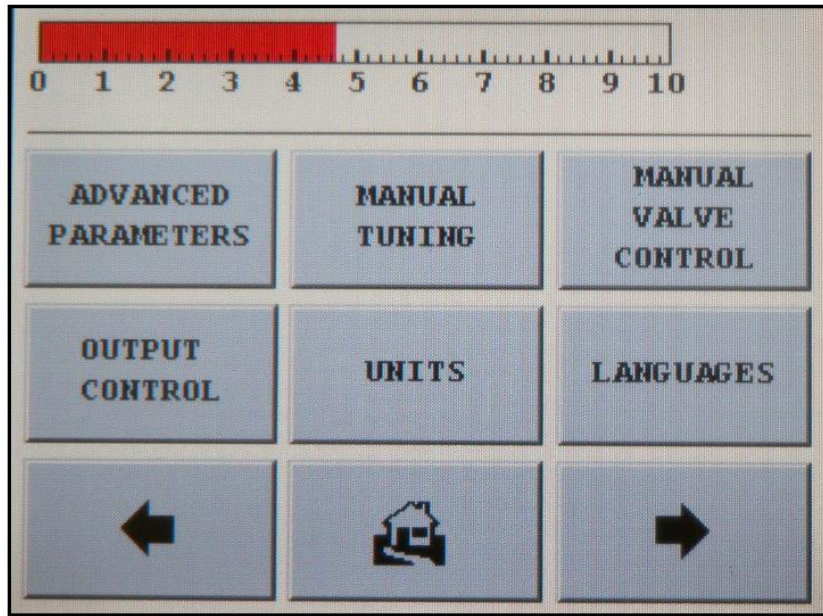 0 1 2 3 4 5 6 7 8 9 10
ADVANCED
PARAMETERS
MANUAL
TUNING
MANUAL
VALVE
CONTROL
OUTPUT
CONTROL
UNITS
LANGUAGES